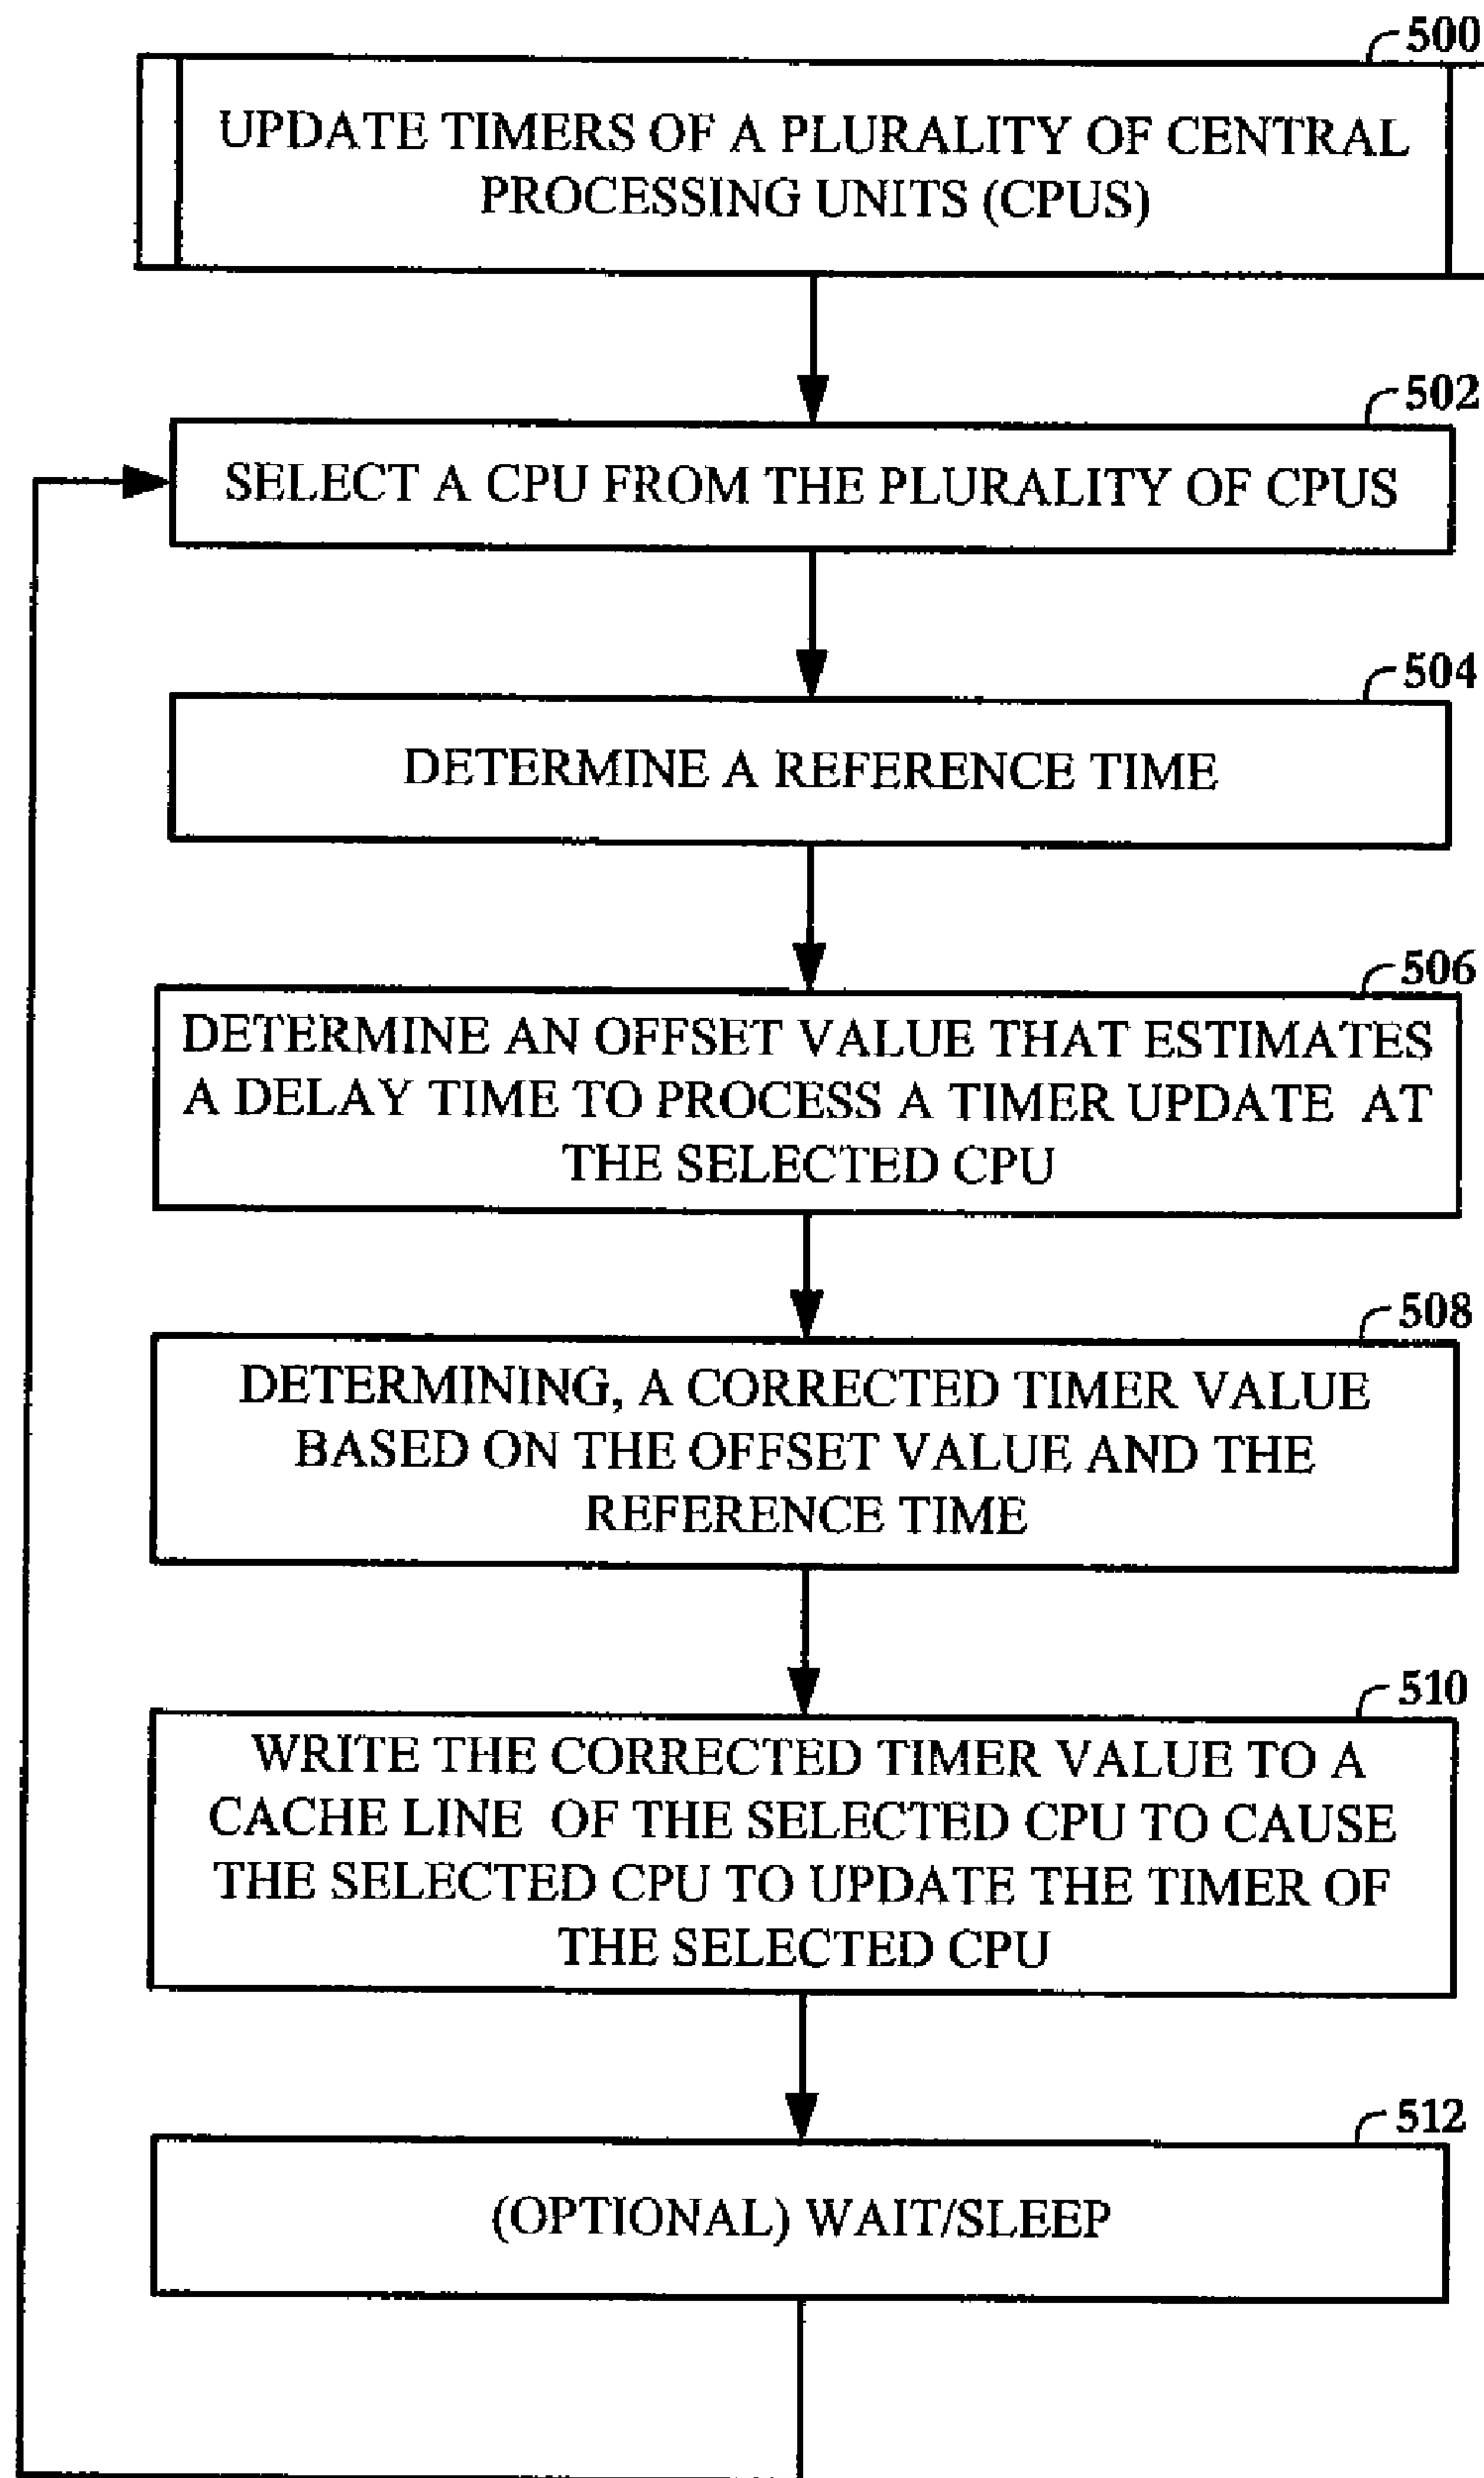 500
UPDATE TIMERS OF A PLURALITY OF CENTRAL
PROCESSING UNITS (CPUS)
502
SELECT A CPU FROM THE PLURALITY OF CPUS
504
DETERMINE A REFERENCE TIME
506
DETERMINE AN OFFSET VALUE THAT ESTIMATES
A DELAY TIME TO PROCESS A TIMER UPDATE AT
THE SELECTED CPU
508
DETERMINING, A CORRECTED TIMER VALUE
BASED ON THE OFFSET VALUE AND THE
REFERENCE TIME
510
WRITE THE CORRECTED TIMER VALUE TO A
CACHE LINE OF THE SELECTED CPU TO CAUSE
THE SELECTED CPU TO UPDATE THE TIMER OF
THE SELECTED CPU
512
(OPTIONAL) WAIT/SLEEP